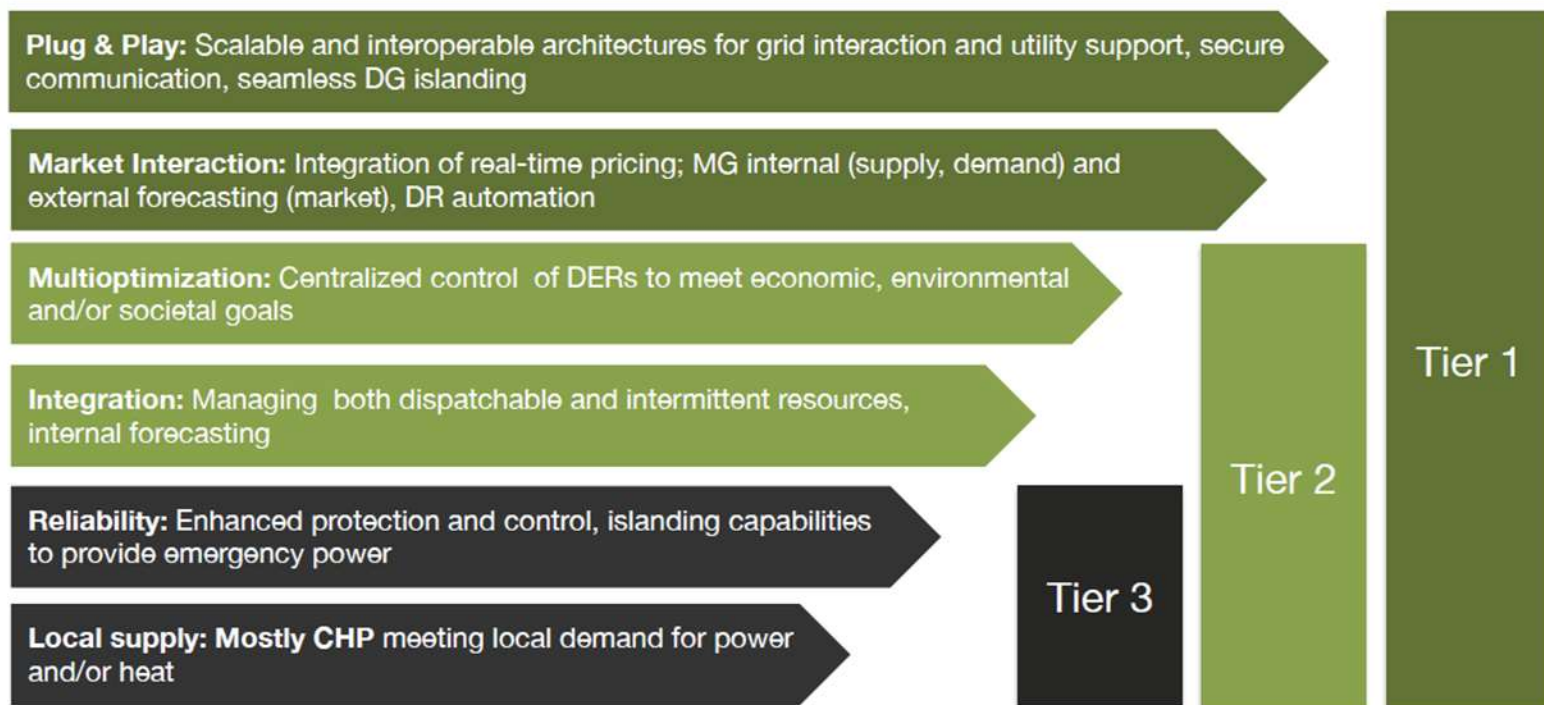 Plug & Play: Scalable and interoperable architectures for grid interaction and utility support, secure
communication, seamless DG islanding
Market Interaction: Integration of real-time pricing; MG internal (supply, demand) and
external forecasting (market), DR automation
Multioptimization: Centralized control of DERs to meet economic, environmental
and/or societal goals
Integration: Managing both dispatchable and intermittent resources,
internal forecasting
Reliability: Enhanced protection and control, islanding capabilities
to provide emergency power
Local supply: Mostly CHP meeting local demand for power
and/or heat
Tier 3
Tier 2
Tier 1